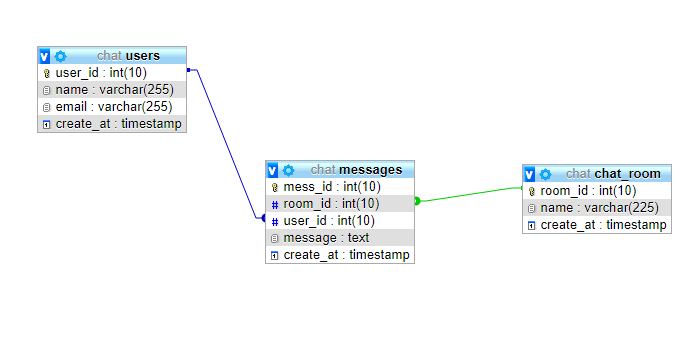 chat users
user_id : int(10)
name : varchar(255)
email : varchar(255)
create_at : timestamp
chat messages
mess_id : int(10)
room_id : int(10)
user_id : int(10)
message : text
create_at : timestamp
chat chat_room
room_id : int(10)
name : varchar(225)
create_at : timestamp